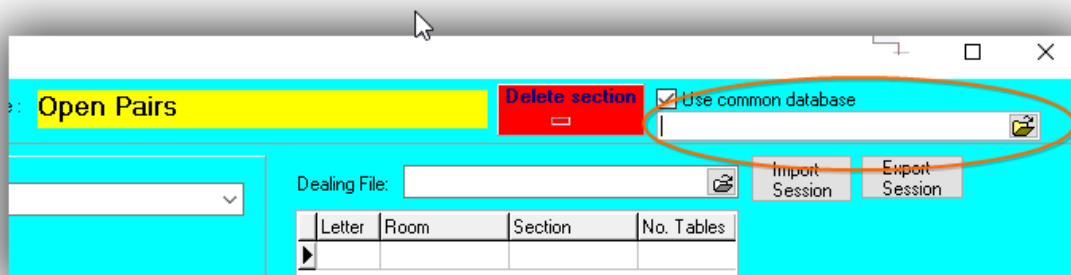 e: Open Pairs
Delete section
Use common database
Dealing File:
Import Session
Export Session
Letter Room Section No. Tables